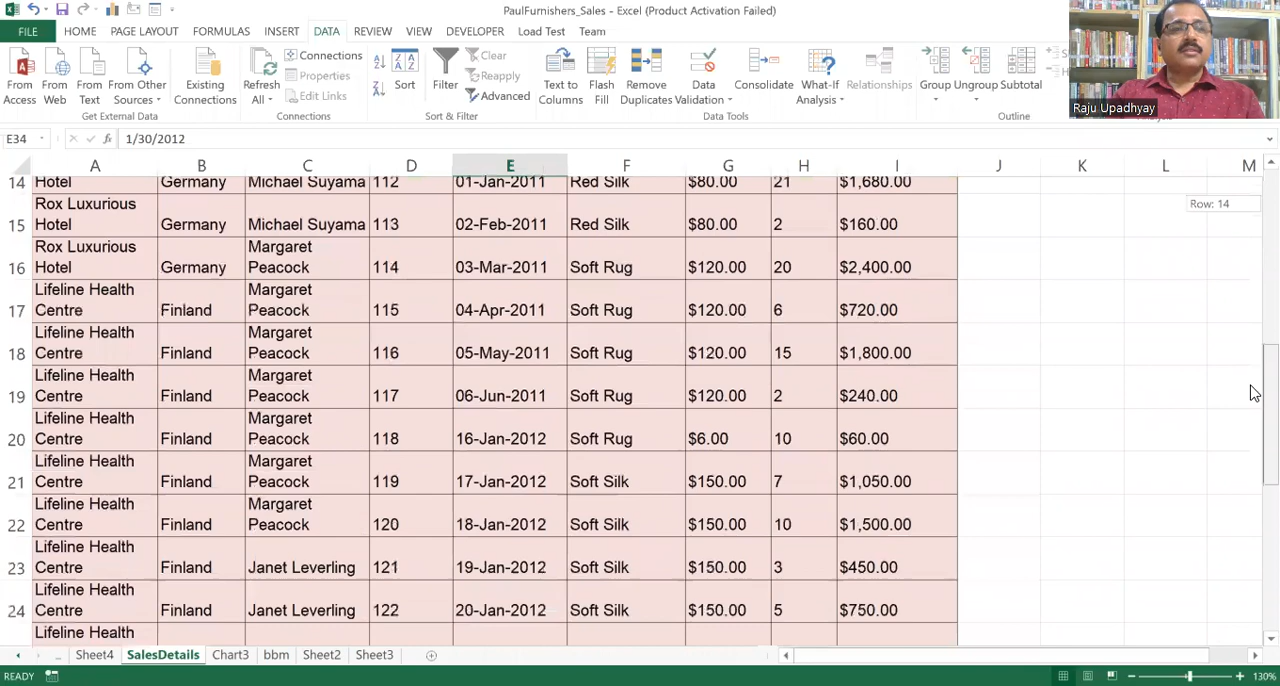 PaulFurnishers_Sales - Excel (Product Activation Failed)
FILE HOME PAGE LAYOUT FORMULAS INSERT DATA REVIEW VIEW DEVELOPER Load Test Team
From Access
From Web
From Text
From Other Sources
Get External Data
Existing Connections
Refresh All
Connections
Properties
Edit Links
Connections
Sort
Filter
Clear
Reapply
Advanced
Sort & Filter
Text to Columns
Flash Fill
Remove Duplicates
Data Validation
Consolidate
What-If Analysis
Relationships
Data Tools
Group
Ungroup
Subtotal
Outline
Raju Upadhyay
E34 fx 1/30/2012
A B C D E F G H I J K L M
14 Hotel Germany Michael Suyama 112 01-Jan-2011 Red Silk $80.00 21 $1,680.00
Row: 14
15 Rox Luxurious Hotel Germany Michael Suyama 113 02-Feb-2011 Red Silk $80.00 2 $160.00
16 Rox Luxurious Hotel Germany Margaret Peacock 114 03-Mar-2011 Soft Rug $120.00 20 $2,400.00
17 Lifeline Health Centre Finland Margaret Peacock 115 04-Apr-2011 Soft Rug $120.00 6 $720.00
18 Lifeline Health Centre Finland Margaret Peacock 116 05-May-2011 Soft Rug $120.00 15 $1,800.00
19 Lifeline Health Centre Finland Margaret Peacock 117 06-Jun-2011 Soft Rug $120.00 2 $240.00
20 Lifeline Health Centre Finland Margaret Peacock 118 16-Jan-2012 Soft Rug $6.00 10 $60.00
21 Lifeline Health Centre Finland Margaret Peacock 119 17-Jan-2012 Soft Silk $150.00 7 $1,050.00
22 Lifeline Health Centre Finland Margaret Peacock 120 18-Jan-2012 Soft Silk $150.00 10 $1,500.00
23 Lifeline Health Centre Finland Janet Leverling 121 19-Jan-2012 Soft Silk $150.00 3 $450.00
24 Lifeline Health Centre Finland Janet Leverling 122 20-Jan-2012 Soft Silk $150.00 5 $750.00
Lifeline Health
... Sheet4 SalesDetails Chart3 bbm Sheet2 Sheet3
READY 130%